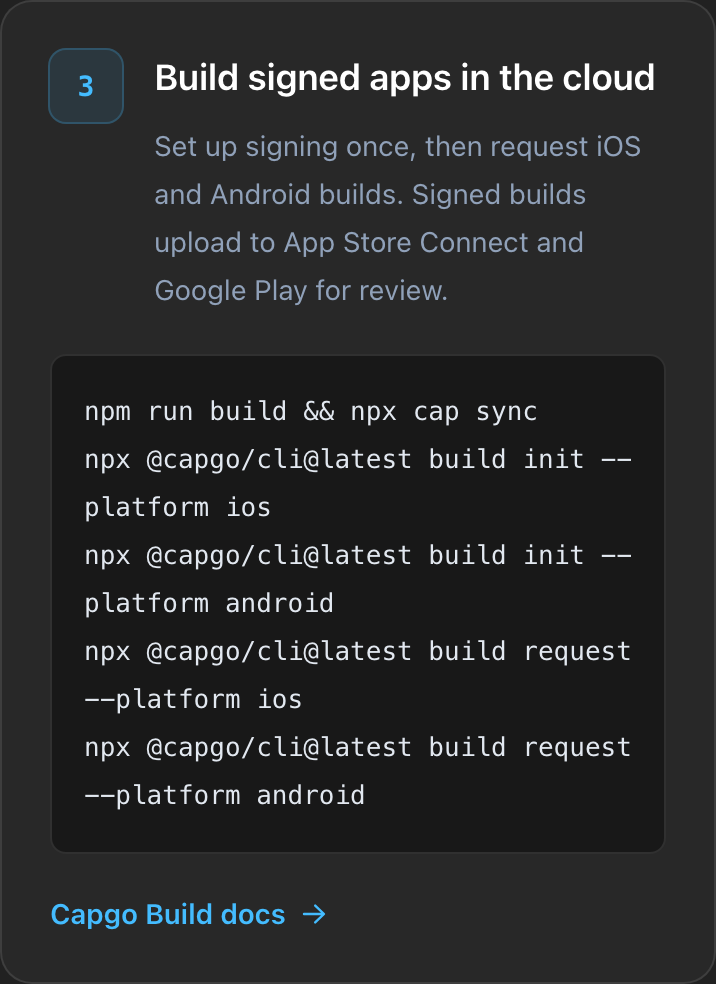 3
Build signed apps in the cloud
Set up signing once, then request iOS
and Android builds. Signed builds
upload to App Store Connect and
Google Play for review.
npm run build && npx cap sync
npx @capgo/cli@latest build init --
platform ios
npx @capgo/cli@latest build init --
platform android
npx @capgo/cli@latest build request
--platform ios
npx @capgo/cli@latest build request
--platform android
Capgo Build docs →